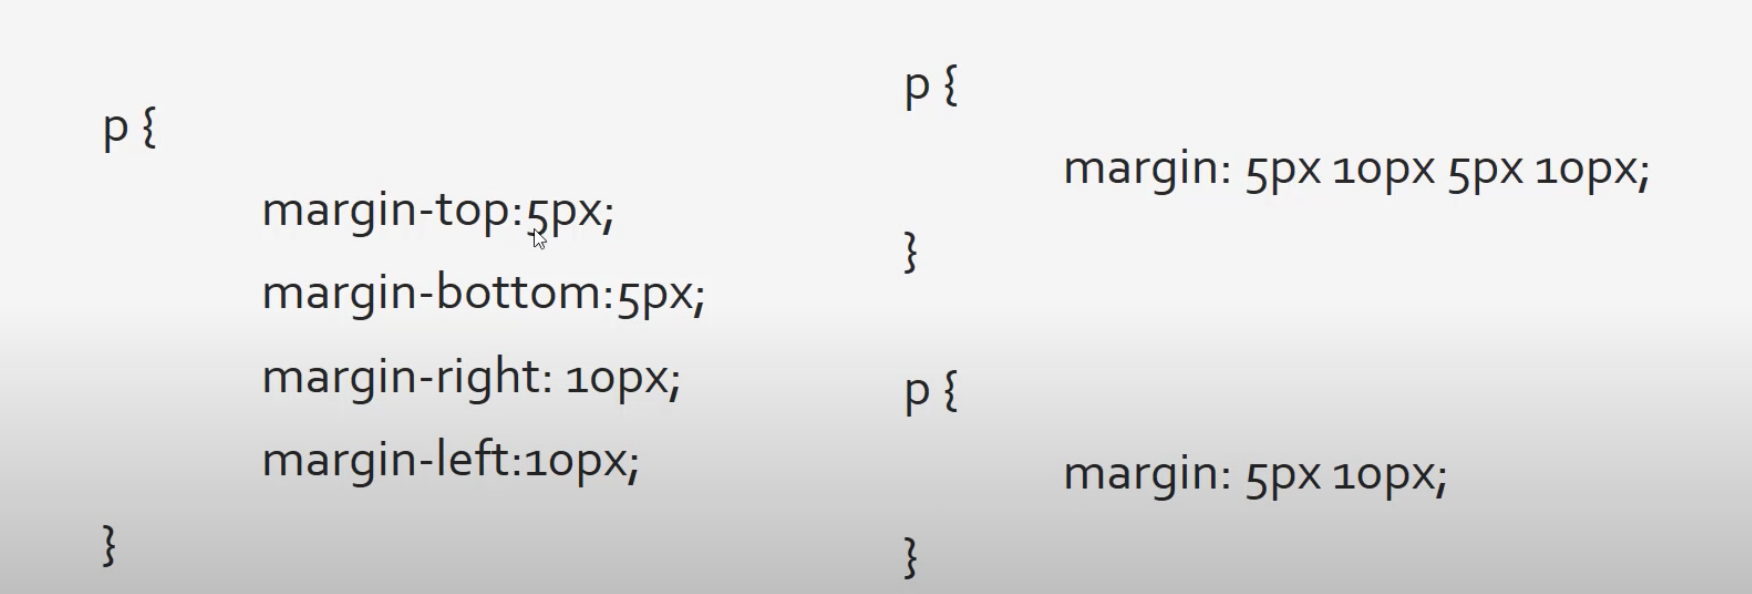 p {
margin-top:5px;
margin-bottom:5px;
margin-right: 10px;
margin-left:10px;
}
p {
margin: 5px 10px 5px 10px;
}
p {
margin: 5px 10px;
}